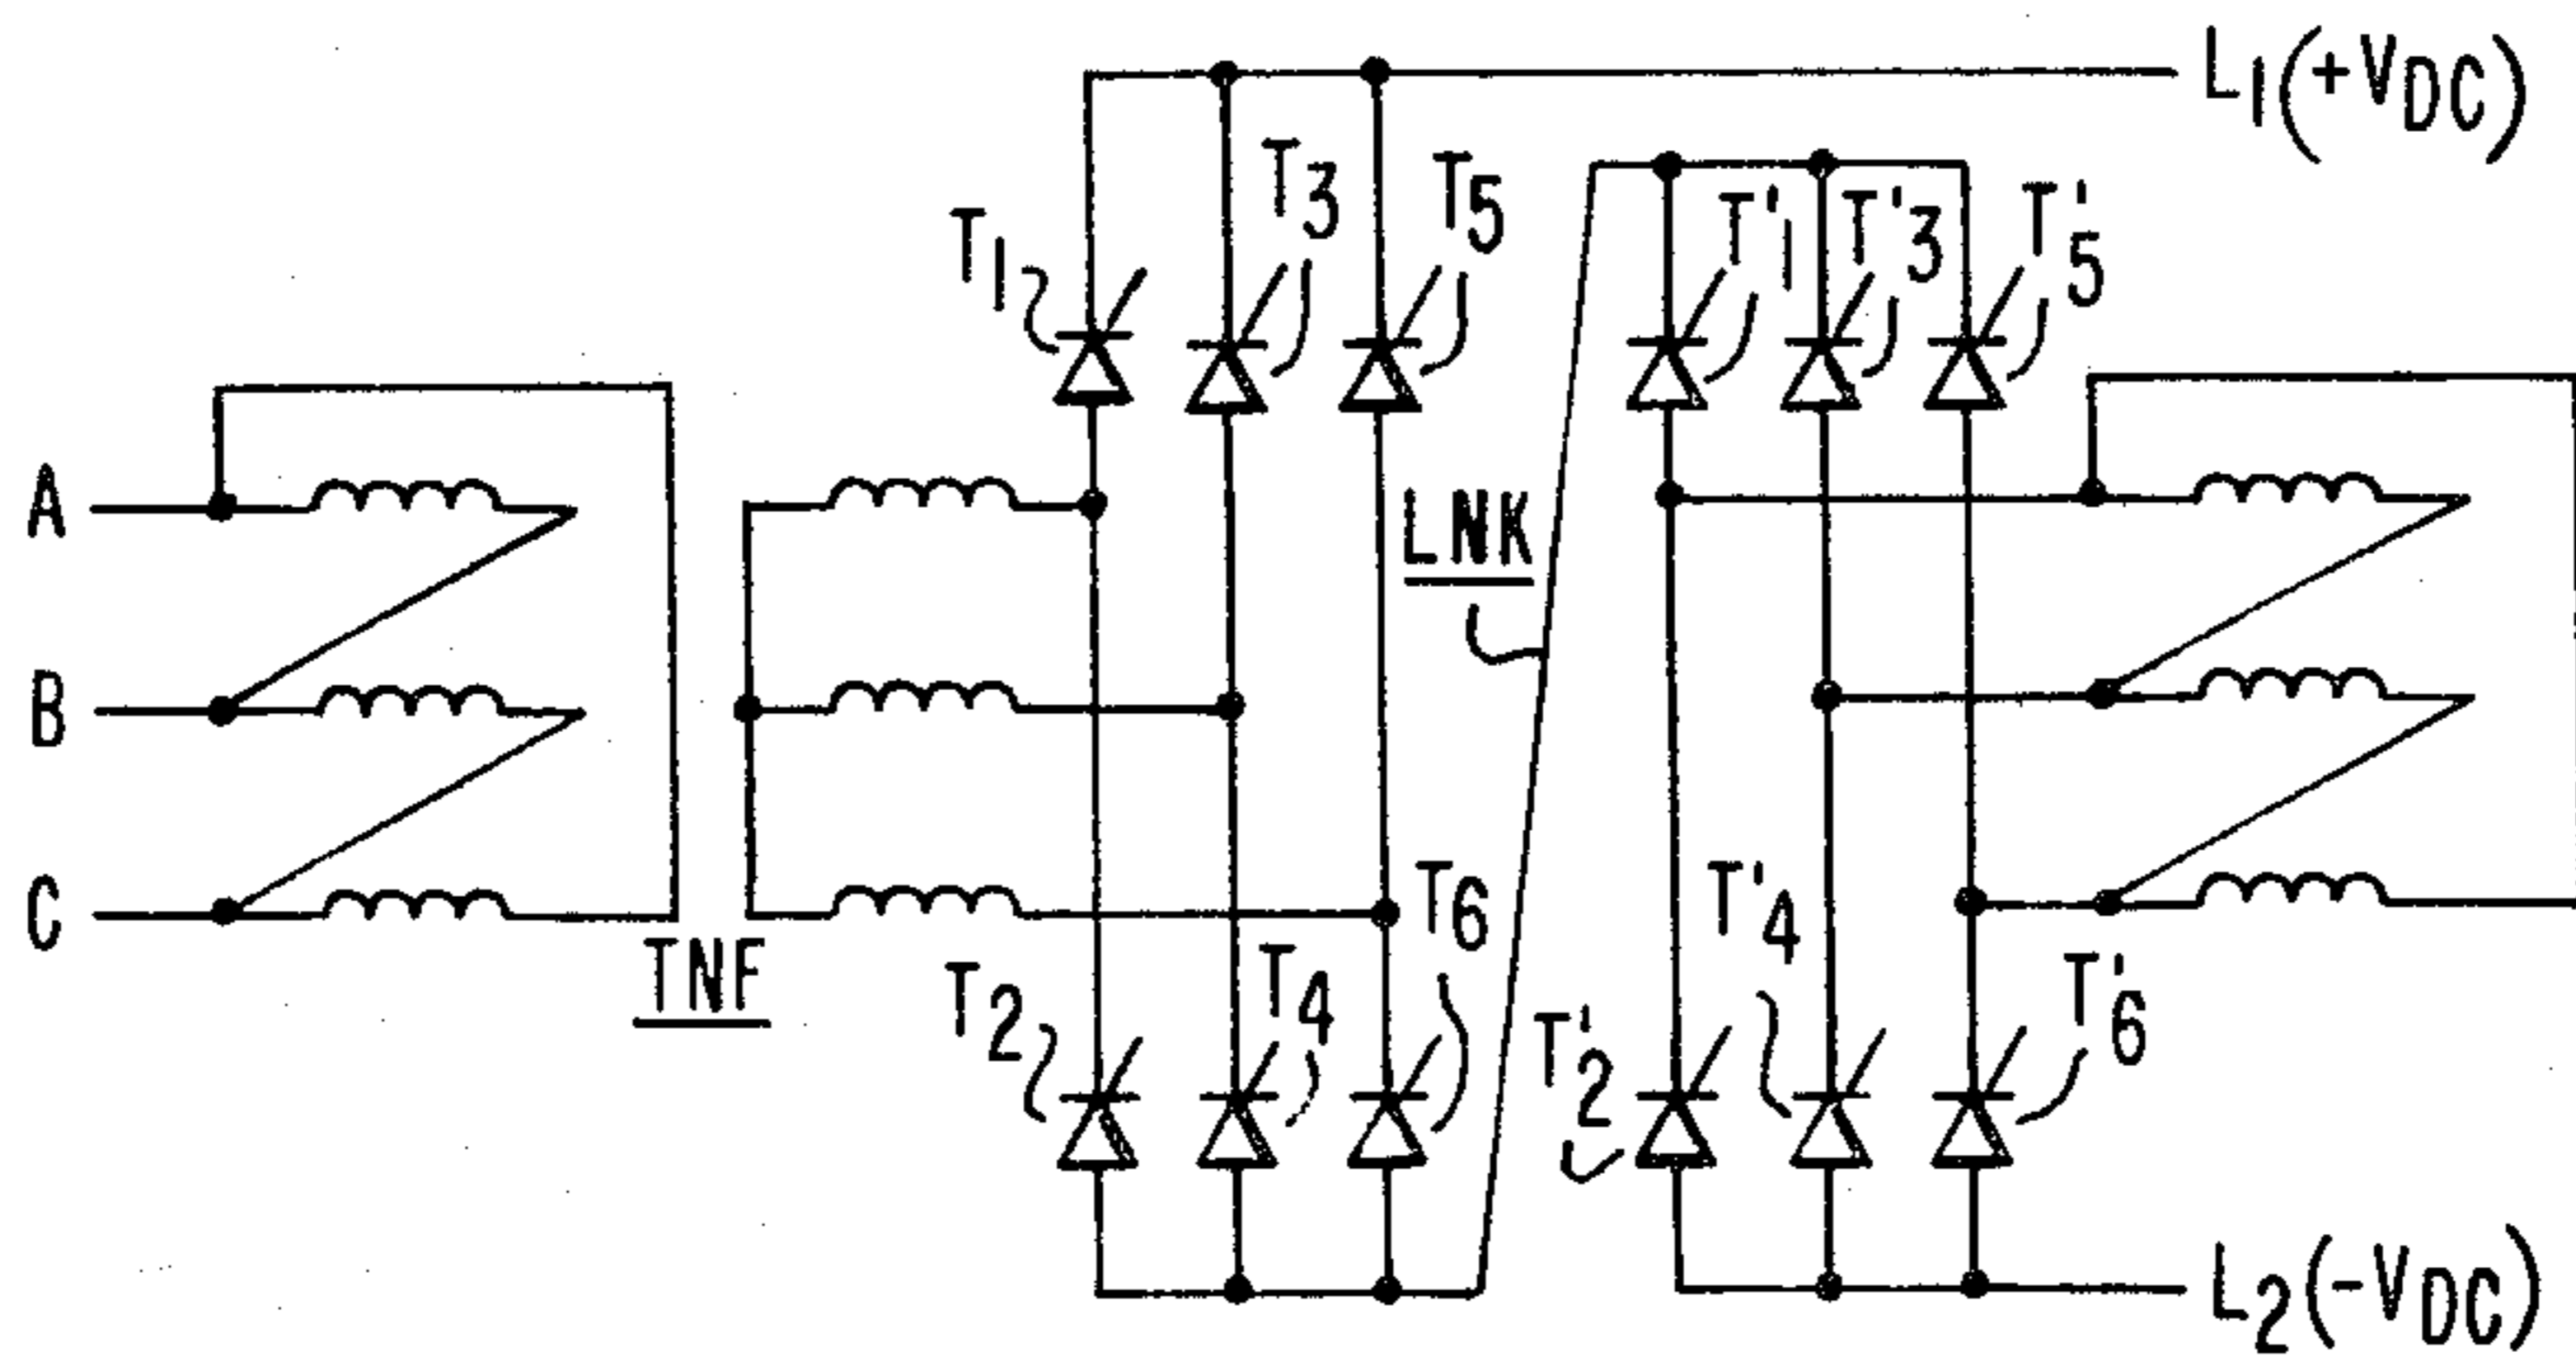 L1(+VDC)
T1
T3
T5
T'1
T'3
T'5
A
LNK
B
C
TNF
T2
T4
T6
T'2
T'4
T'6
L2(-VDC)